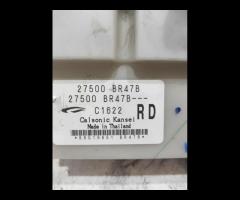 27500 BR47B
27500 BR47B---
C1622 RD
Calsonic Kansei
Made in Thailand